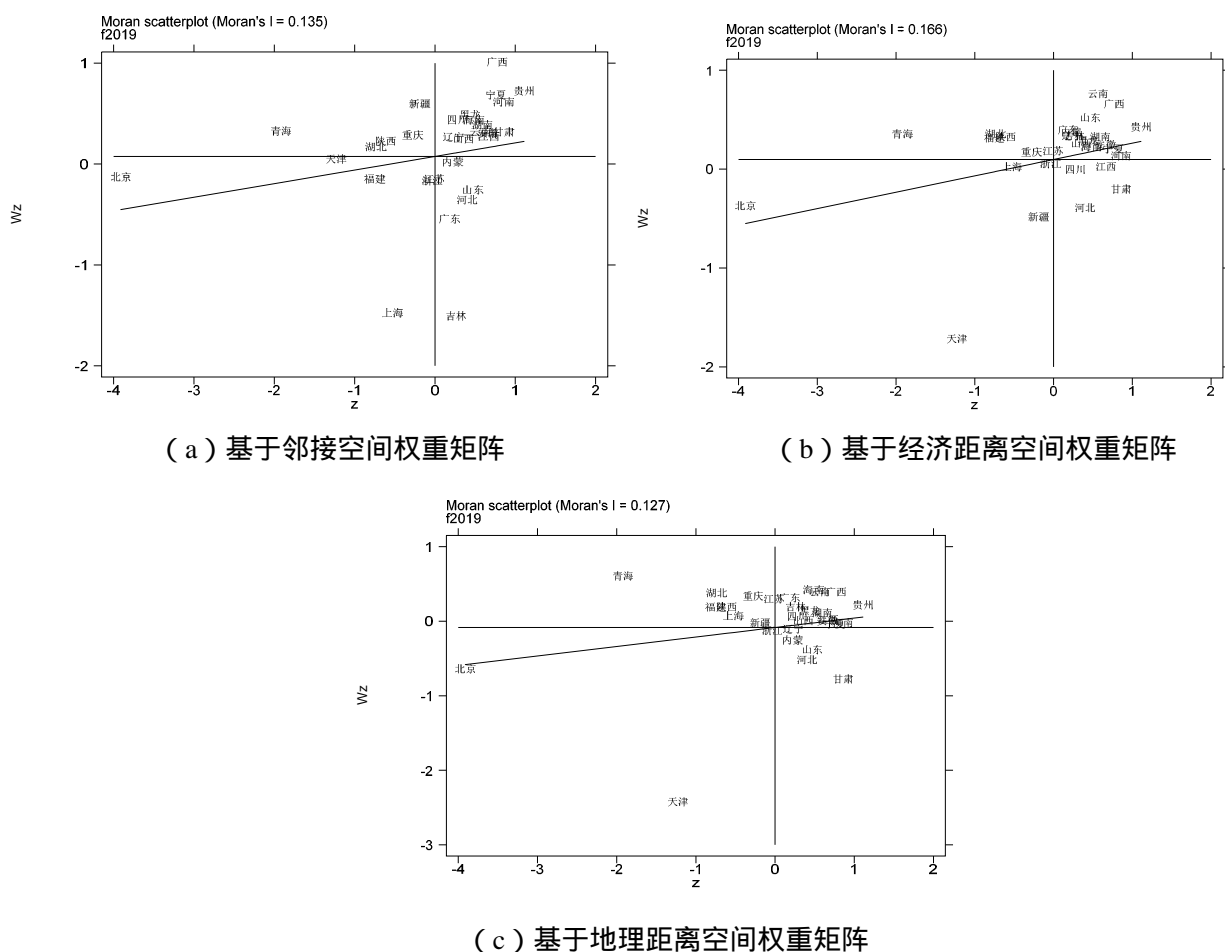 Moran scatterplot (Moran's I = 0.135)
f2019
1
0
-1
-2
Wz
广西
宁夏 贵州
新疆 河南
青海 重庆 甘肃
陕西 湖北
天津 内蒙
北京 福建 江苏
山东
河北
广东
上海 吉林
-4 -3 -2 -1 0 1 2
z
(a)基于邻接空间权重矩阵
Moran scatterplot (Moran's I = 0.166)
f2019
1
0
-1
-2
Wz
云南
广西
山东
青海 贵州
重庆 江苏 河南
上海 浙江 四川 江西
甘肃
北京 河北
新疆
天津
-4 -3 -2 -1 0 1 2
z
(b)基于经济距离空间权重矩阵
Moran scatterplot (Moran's I = 0.127)
f2019
1
0
-1
-2
-3
Wz
青海
湖北 重庆 江苏 广东 海南 广西
福建 陕西 吉林 贵州
上海
新疆
浙江 辽宁
内蒙
山东
河北
北京 甘肃
天津
-4 -3 -2 -1 0 1 2
z
(c)基于地理距离空间权重矩阵